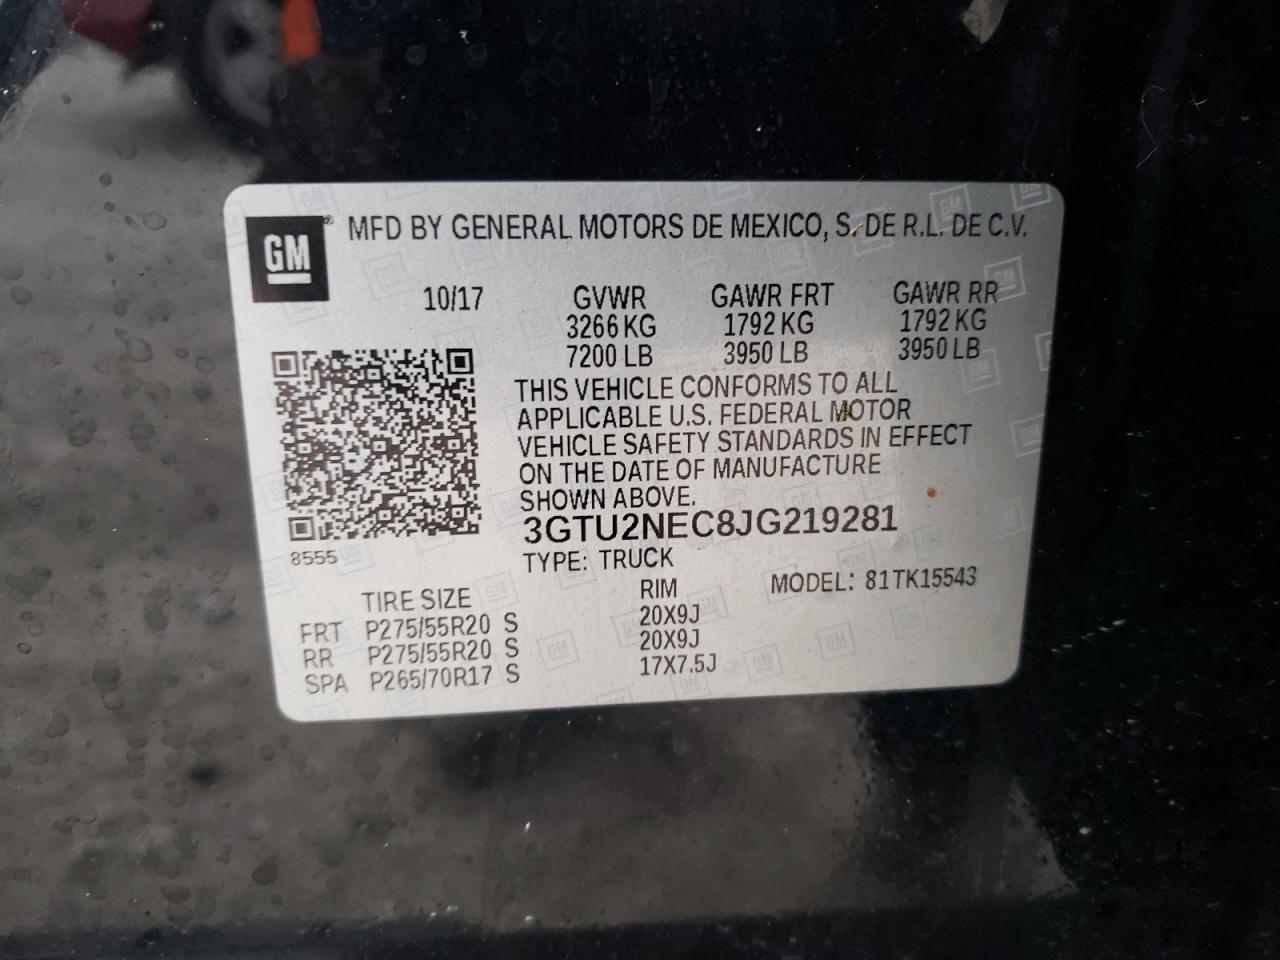 GM ® MFD BY GENERAL MOTORS DE MEXICO, S. DE R.L. DE C.V.
10/17 GVWR GAWR FRT GAWR RR
3266 KG 1792 KG 1792 KG
7200 LB 3950 LB 3950 LB
THIS VEHICLE CONFORMS TO ALL
APPLICABLE U.S. FEDERAL MOTOR
VEHICLE SAFETY STANDARDS IN EFFECT
ON THE DATE OF MANUFACTURE
SHOWN ABOVE.
3GTU2NEC8JG219281
8555 TYPE: TRUCK MODEL: 81TK15543
TIRE SIZE RIM
FRT P275/55R20 S 20X9J
RR P275/55R20 S 20X9J
SPA P265/70R17 S 17X7.5J